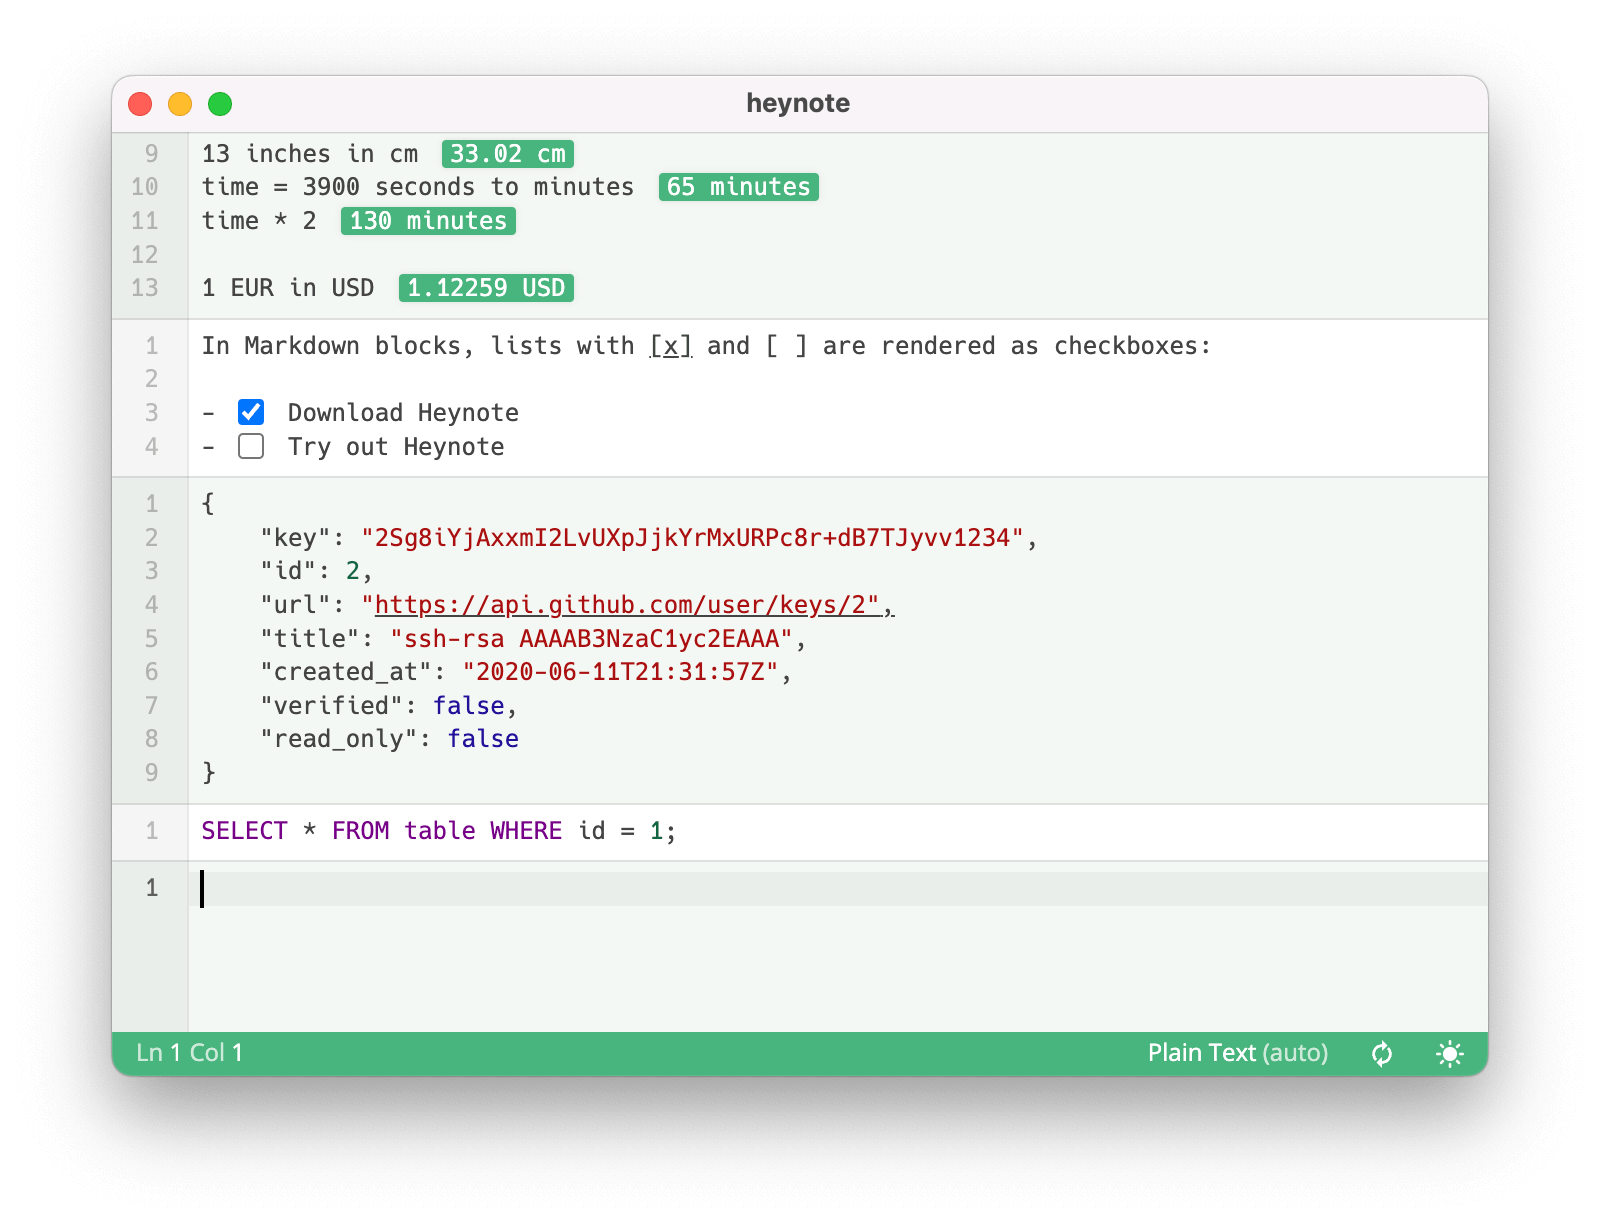 heynote
9 13 inches in cm 33.02 cm
10 time = 3900 seconds to minutes 65 minutes
11 time * 2 130 minutes
12
13 1 EUR in USD 1.12259 USD
1 In Markdown blocks, lists with [x] and [ ] are rendered as checkboxes:
2
3 - Download Heynote
4 - Try out Heynote
1 {
2 "key": "2Sg8iYjAxxmI2LvUXpJjkYrMxURPc8r+dB7TJyvv1234",
3 "id": 2,
4 "url": "https://api.github.com/user/keys/2",
5 "title": "ssh-rsa AAAAB3NzaC1yc2EAAA",
6 "created_at": "2020-06-11T21:31:57Z",
7 "verified": false,
8 "read_only": false
9 }
1 SELECT * FROM table WHERE id = 1;
1
Ln 1 Col 1 Plain Text (auto)